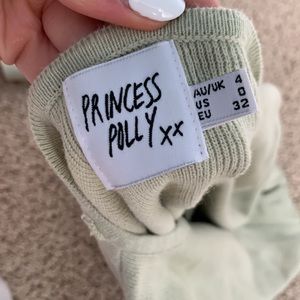 PRINCESS
POLLY xx
AU/UK 4
US 0
EU 32